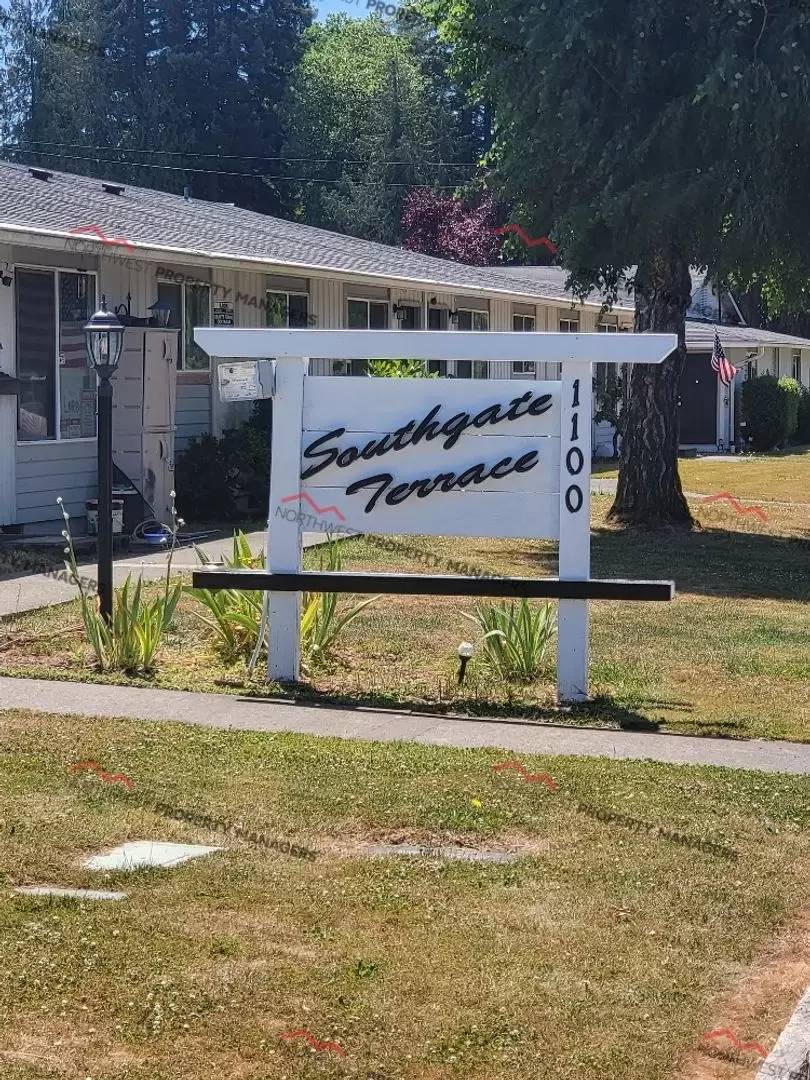 Southgate
Terrace
1100
NORTHWEST PROPERTY MANAGERS